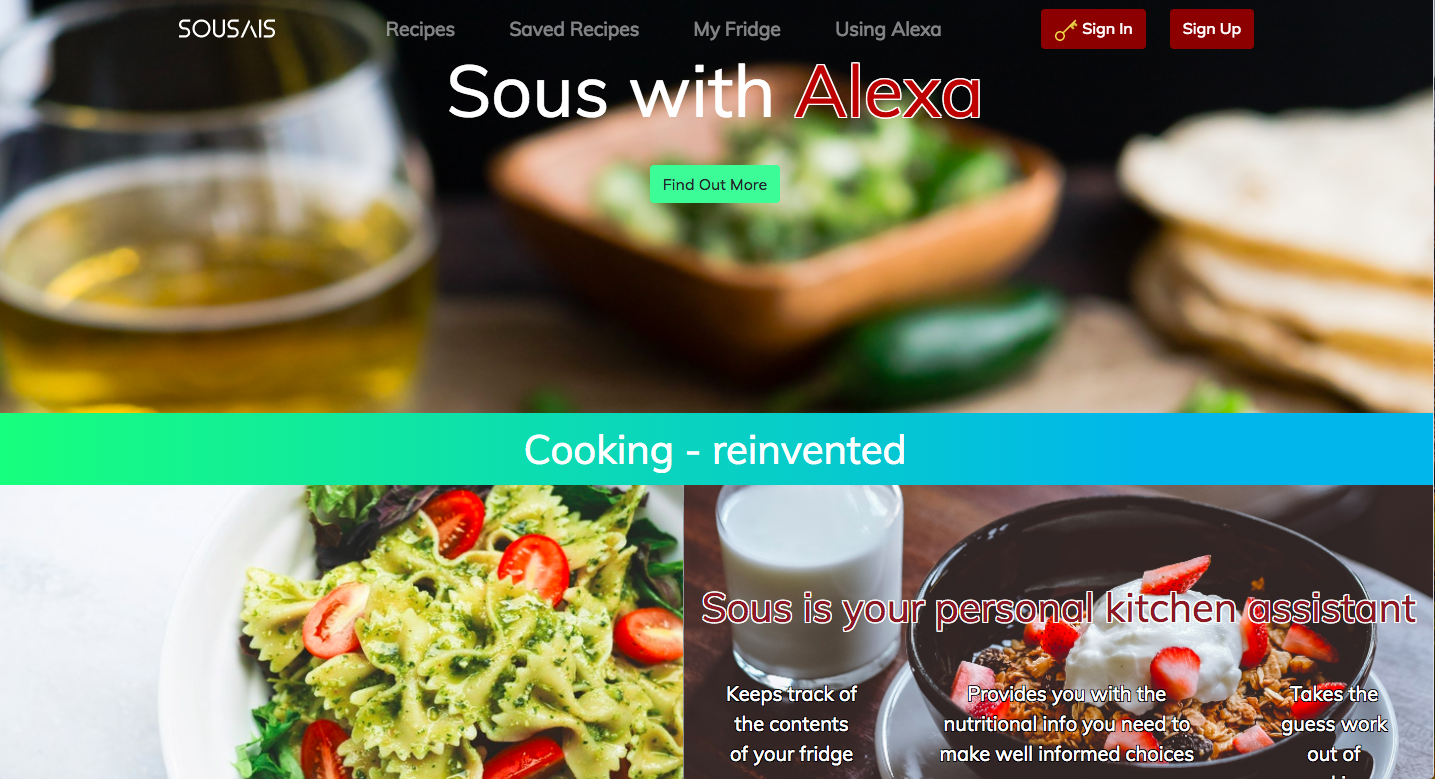 SOUSAIS
Recipes
Saved Recipes
My Fridge
Using Alexa
Sign In
Sign Up
Sous with Alexa
Find Out More
Cooking - reinvented
Sous is your personal kitchen assistant
Keeps track of
the contents
of your fridge
Provides you with the
nutritional info you need to
make well informed choices
Takes the
guess work
out of